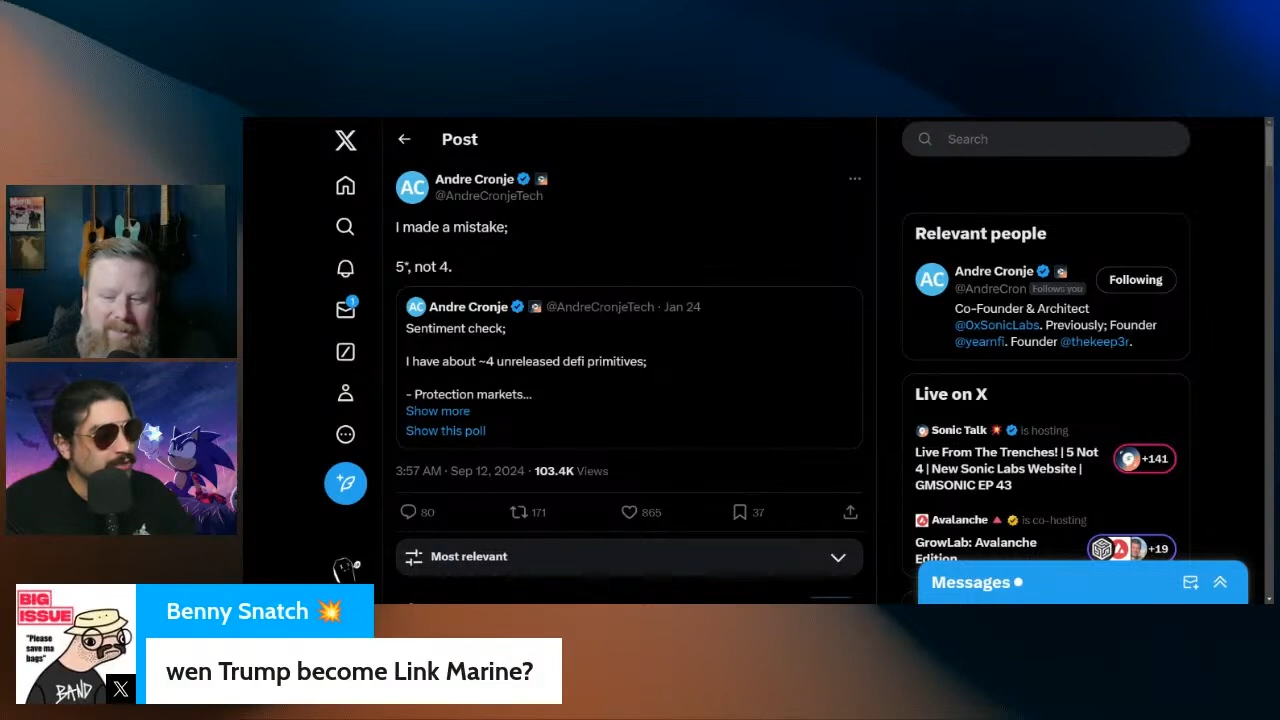 Post
Search
AC
Andre Cronje
@AndreCronjeTech
I made a mistake;
5*, not 4.
AC Andre Cronje @AndreCronjeTech · Jan 24
Sentiment check;
I have about ~4 unreleased defi primitives;
- Protection markets...
Show more
Show this poll
3:57 AM · Sep 12, 2024 · 103.4K Views
80
171
865
37
Most relevant
1
Relevant people
AC
Andre Cronje
Following
@AndreCron Follows you
Co-Founder & Architect
@0xSonicLabs. Previously; Founder
@yearnfi. Founder @thekeep3r.
Live on X
Sonic Talk 💥 is hosting
Live From The Trenches! | 5 Not
4 | New Sonic Labs Website |
GMSONIC EP 43
+141
Avalanche 🔺 is co-hosting
GrowLab: Avalanche
Edition
+19
Messages
BIG
ISSUE
"Please
save ma
bags"
BAND
Benny Snatch 💥
wen Trump become Link Marine?